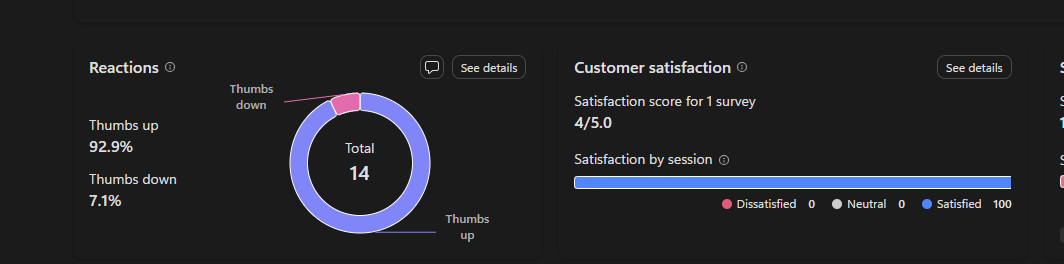 Reactions
See details
Thumbs up
92.9%
Thumbs down
7.1%
Thumbs
down
Total
14
Thumbs
up
Customer satisfaction
See details
Satisfaction score for 1 survey
4/5.0
Satisfaction by session
Dissatisfied 0 Neutral 0 Satisfied 100
S
S
1
S